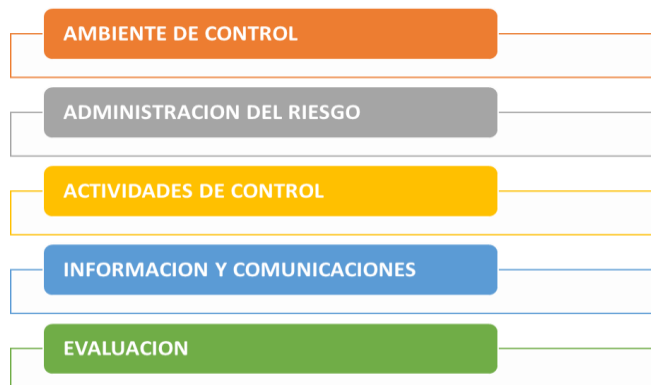 AMBIENTE DE CONTROL
ADMINISTRACION DEL RIESGO
ACTIVIDADES DE CONTROL
INFORMACION Y COMUNICACIONES
EVALUACION